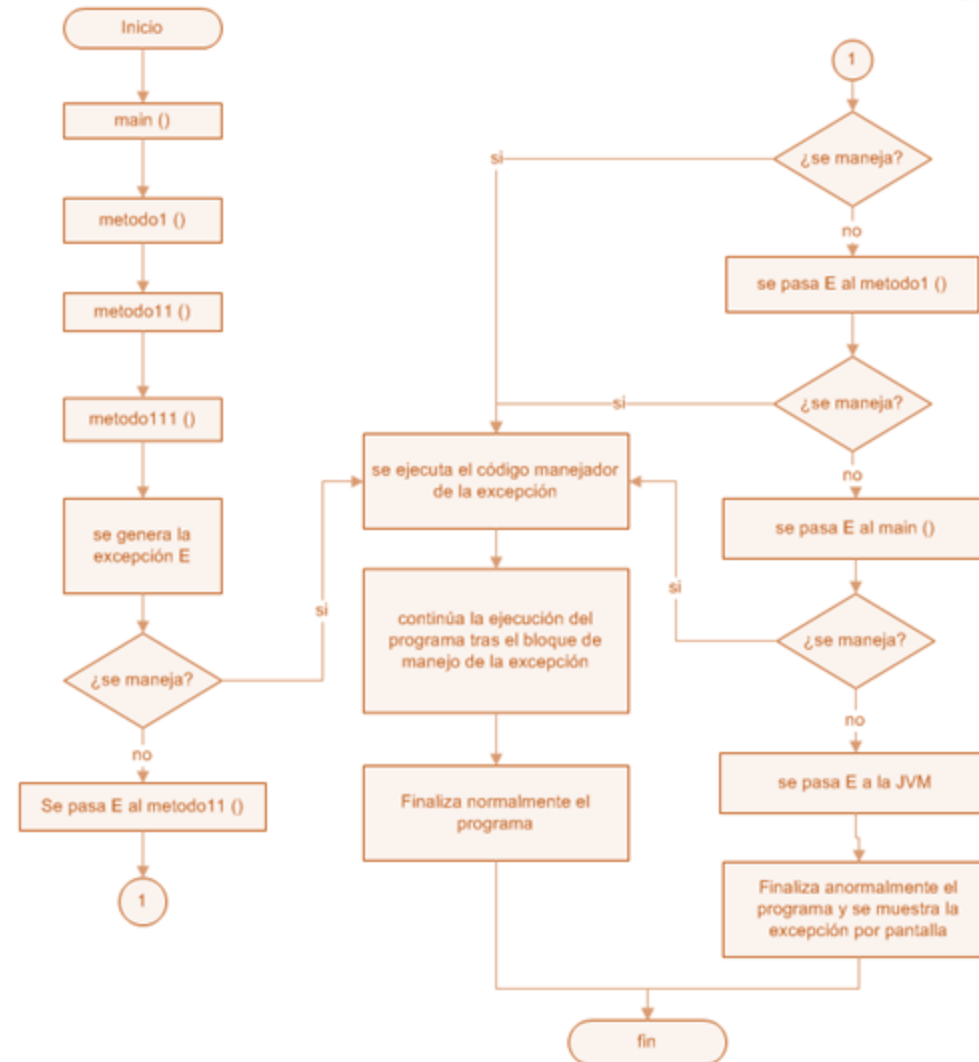 Inicio
main ()
metodo1 ()
metodo11 ()
metodo111 ()
se genera la
excepción E
¿se maneja?
si
no
Se pasa E al metodo11 ()
1
se ejecuta el código manejador
de la excepción
continúa la ejecución del
programa tras el bloque de
manejo de la excepción
Finaliza normalmente el
programa
1
¿se maneja?
si
no
se pasa E al metodo1 ()
¿se maneja?
si
no
se pasa E al main ()
¿se maneja?
si
no
se pasa E a la JVM
Finaliza anormalmente el
programa y se muestra la
excepción por pantalla
fin